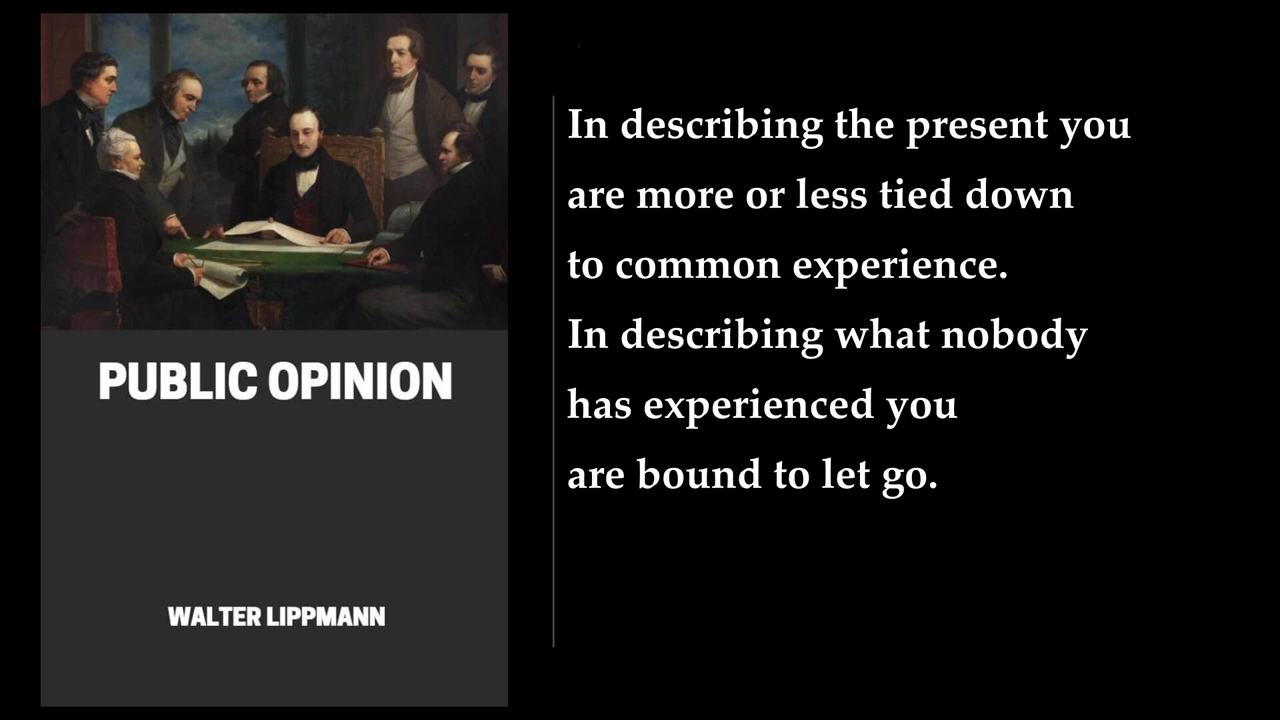 PUBLIC OPINION
WALTER LIPPMANN
In describing the present you
are more or less tied down
to common experience.
In describing what nobody
has experienced you
are bound to let go.